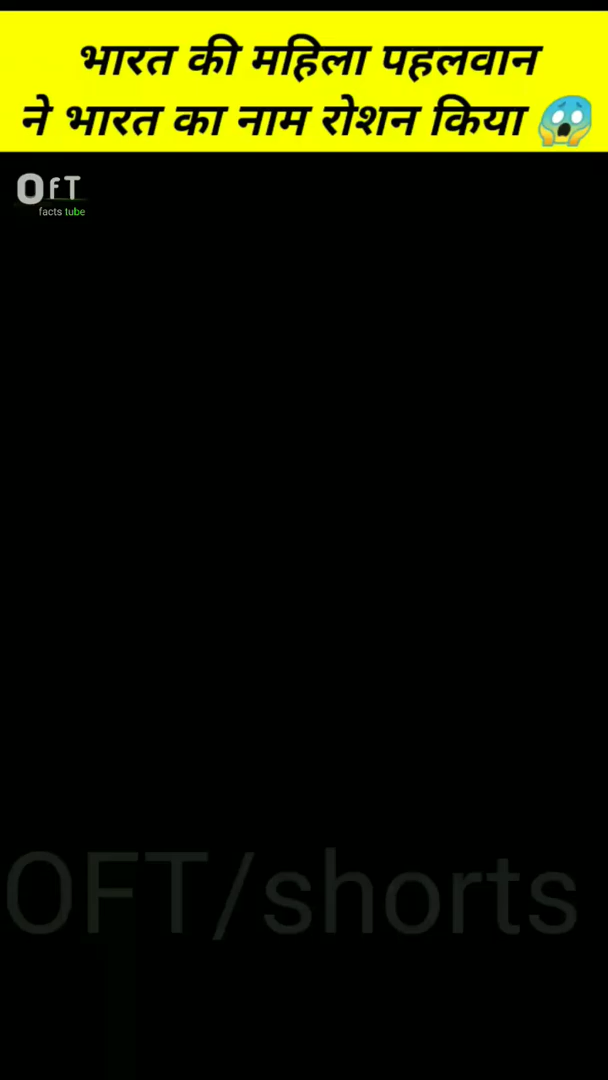 भारत की महिला पहलवान
ने भारत का नाम रोशन किया 😱
OFT
facts tube
OFT/shorts